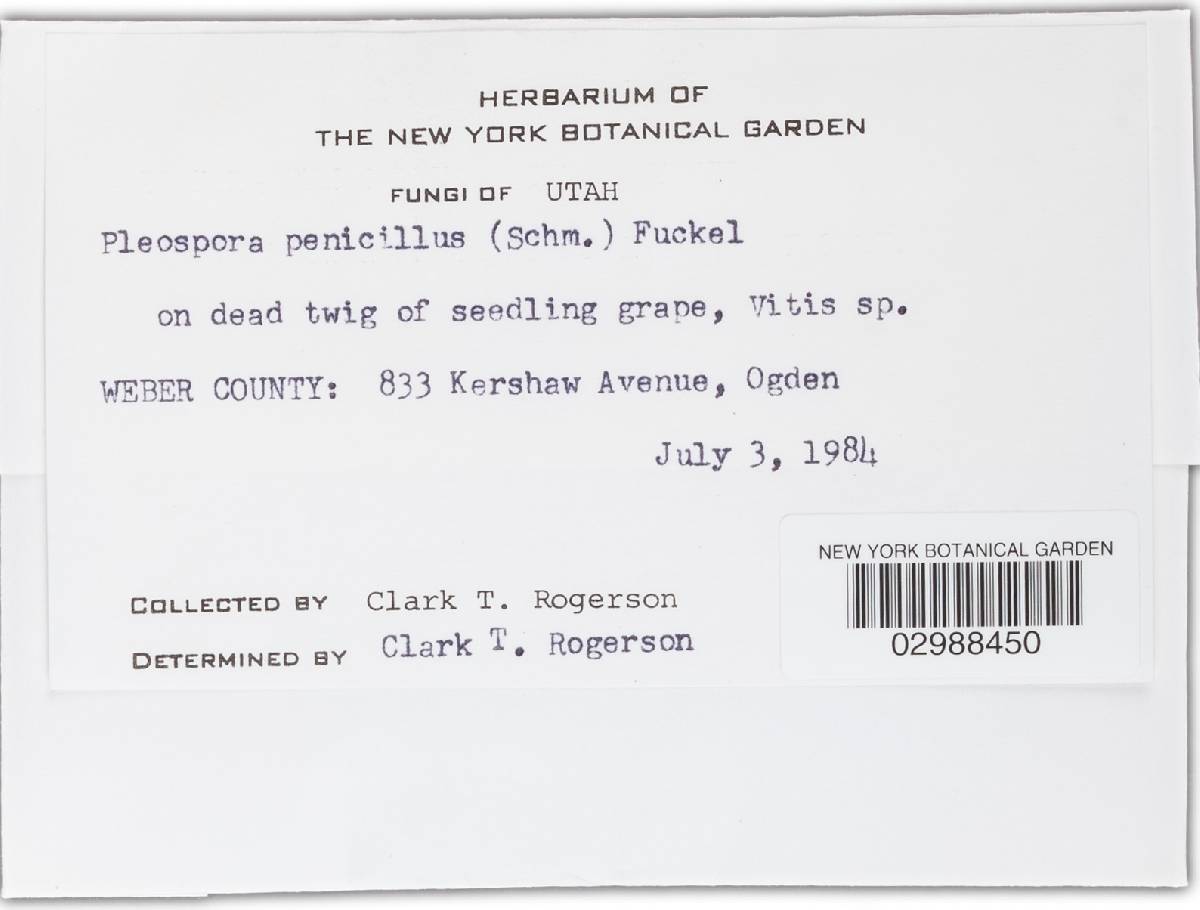 HERBARIUM OF
THE NEW YORK BOTANICAL GARDEN
FUNGI OF UTAH
Pleospora penicillus (Schm.) Fuckel
on dead twig of seedling grape, Vitis sp.
WEBER COUNTY: 833 Kershaw Avenue, Ogden
July 3, 1984
COLLECTED BY Clark T. Rogerson
DETERMINED BY Clark T. Rogerson
NEW YORK BOTANICAL GARDEN
02988450